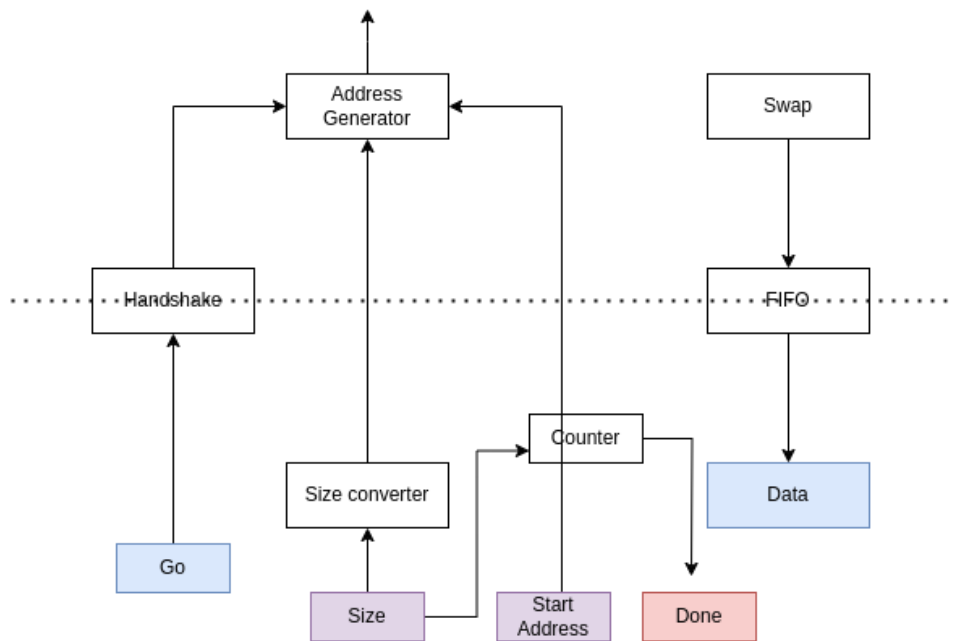 Address
Generator
Swap
Handshake
FIFO
Counter
Size converter
Data
Go
Size
Start
Address
Done